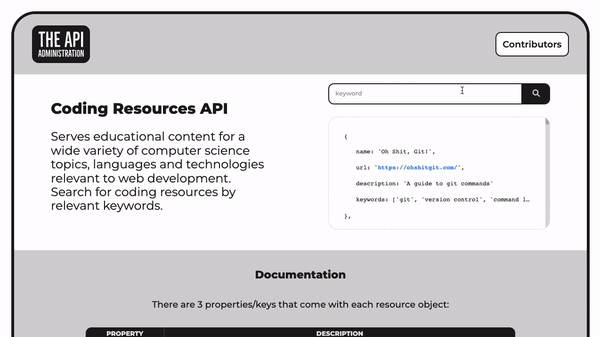 THE API
ADMINISTRATION
Contributors
keyword
Coding Resources API
Serves educational content for a
wide variety of computer science
topics, languages and technologies
relevant to web development.
Search for coding resources by
relevant keywords.
{
name: 'Oh Shit, Git!',
url: 'https://ohshitgit.com/',
description: 'A guide to git commands'
keywords: ['git', 'version control', 'command l…
},
Documentation
There are 3 properties/keys that come with each resource object:
PROPERTY DESCRIPTION